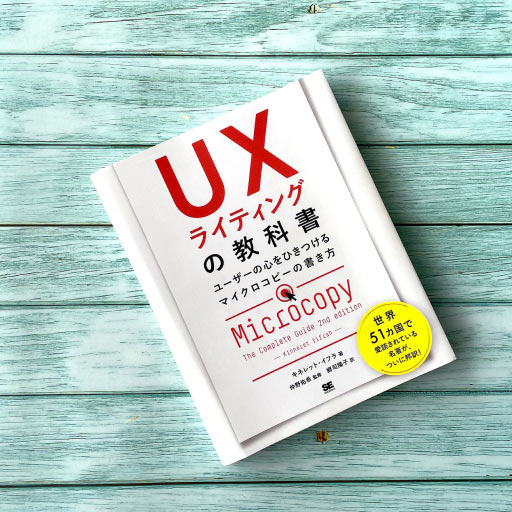 UX
ライティング
の教科書
ユーザーの心をひきつける
マイクロコピーの書き方
Microcopy
The Complete Guide 2nd edition
— Kinneret Yifrah —
キネレット・イフラ 著
仲野佑希 監修 郷司陽子 訳
SE
世界
51カ国で
愛読されている
名著が、
ついに邦訳!